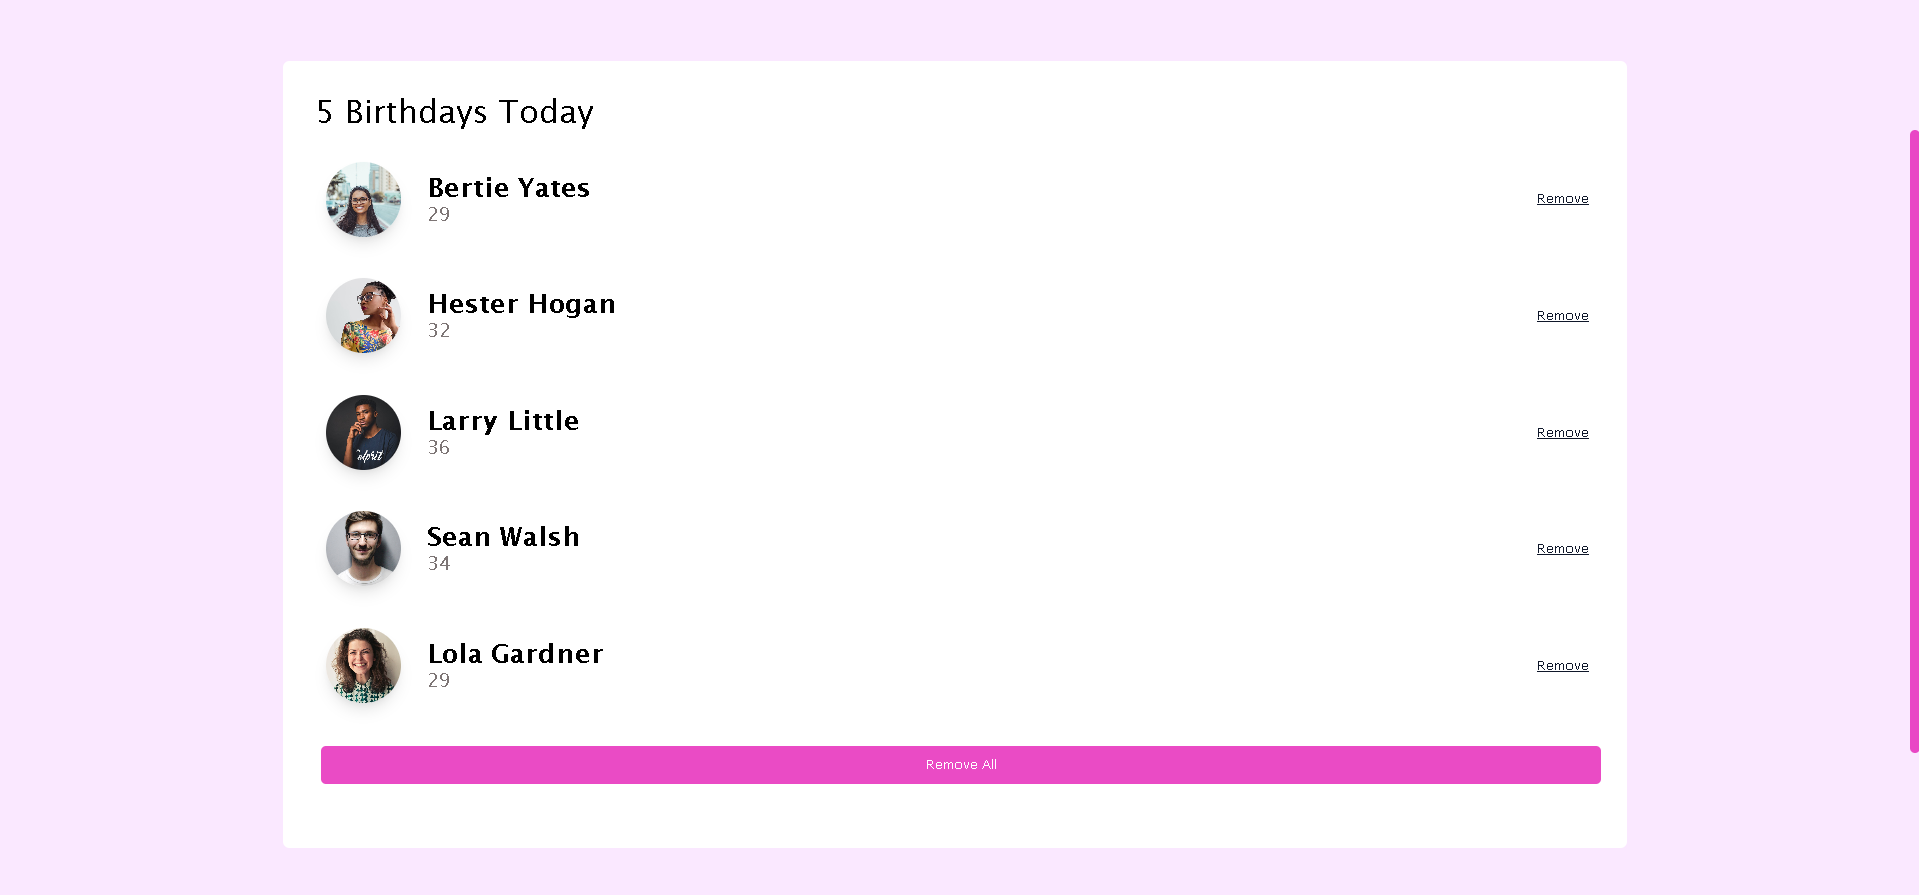 5 Birthdays Today
Bertie Yates
29
Remove
Hester Hogan
32
Remove
Larry Little
36
Remove
Sean Walsh
34
Remove
Lola Gardner
29
Remove
Remove All